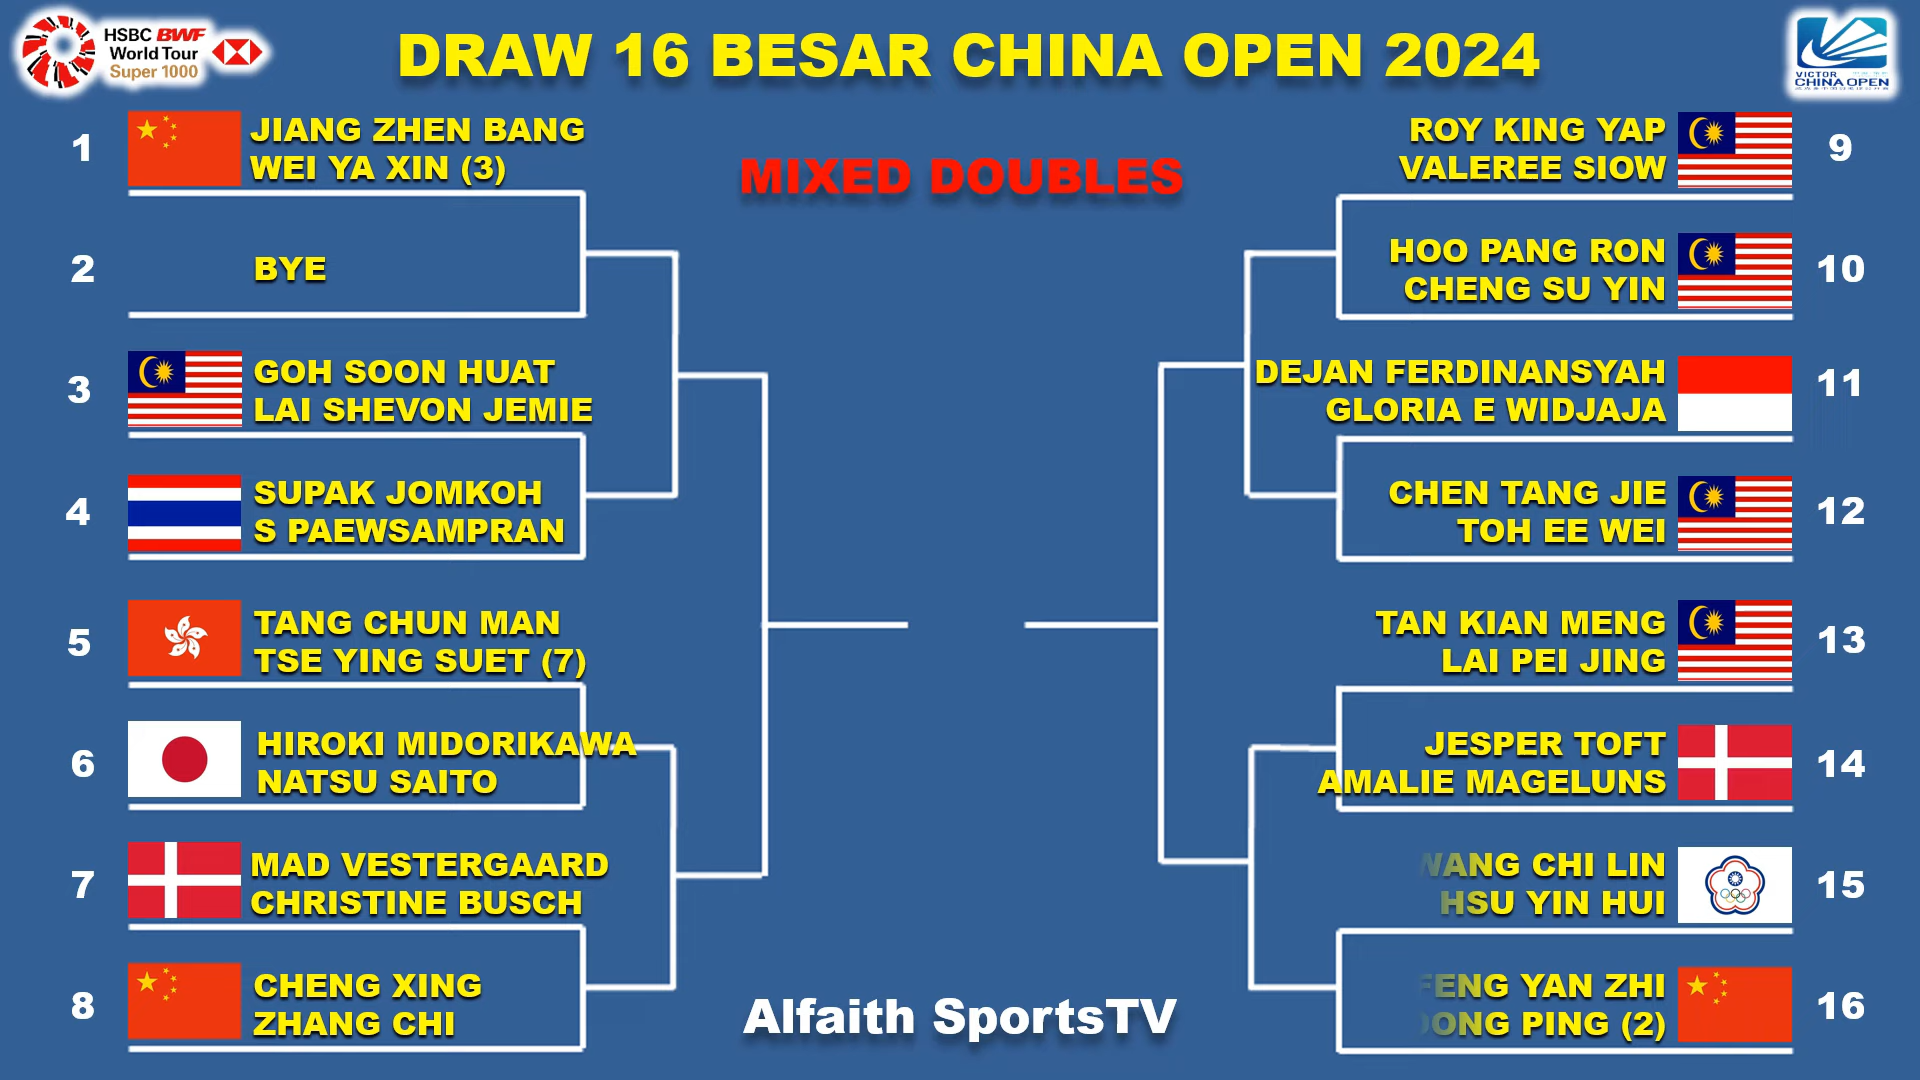 HSBC BWF
World Tour
Super 1000
DRAW 16 BESAR CHINA OPEN 2024
VICTOR
CHINA OPEN
MIXED DOUBLES
1
JIANG ZHEN BANG
WEI YA XIN (3)
2
BYE
3
GOH SOON HUAT
LAI SHEVON JEMIE
4
SUPAK JOMKOH
S PAEWSAMPRAN
5
TANG CHUN MAN
TSE YING SUET (7)
6
HIROKI MIDORIKAWA
NATSU SAITO
7
MAD VESTERGAARD
CHRISTINE BUSCH
8
CHENG XING
ZHANG CHI
ROY KING YAP
VALEREE SIOW
9
HOO PANG RON
CHENG SU YIN
10
DEJAN FERDINANSYAH
GLORIA E WIDJAJA
11
CHEN TANG JIE
TOH EE WEI
12
TAN KIAN MENG
LAI PEI JING
13
JESPER TOFT
AMALIE MAGELUNS
14
WANG CHI LIN
HSU YIN HUI
15
FENG YAN ZHI
PING (2)
16
Alfaith SportsTV